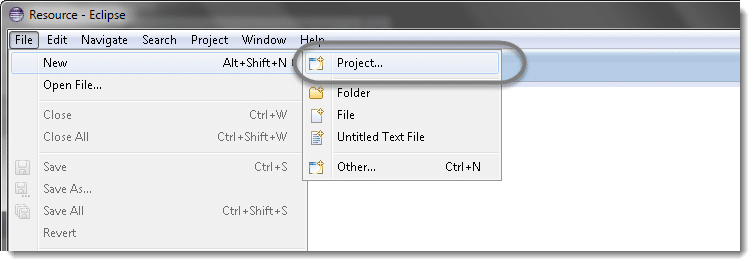 Resource - Eclipse
File Edit Navigate Search Project Window Help
New Alt+Shift+N
Open File...
Close Ctrl+W
Close All Ctrl+Shift+W
Save Ctrl+S
Save As...
Save All Ctrl+Shift+S
Revert
Project...
Folder
File
Untitled Text File
Other... Ctrl+N